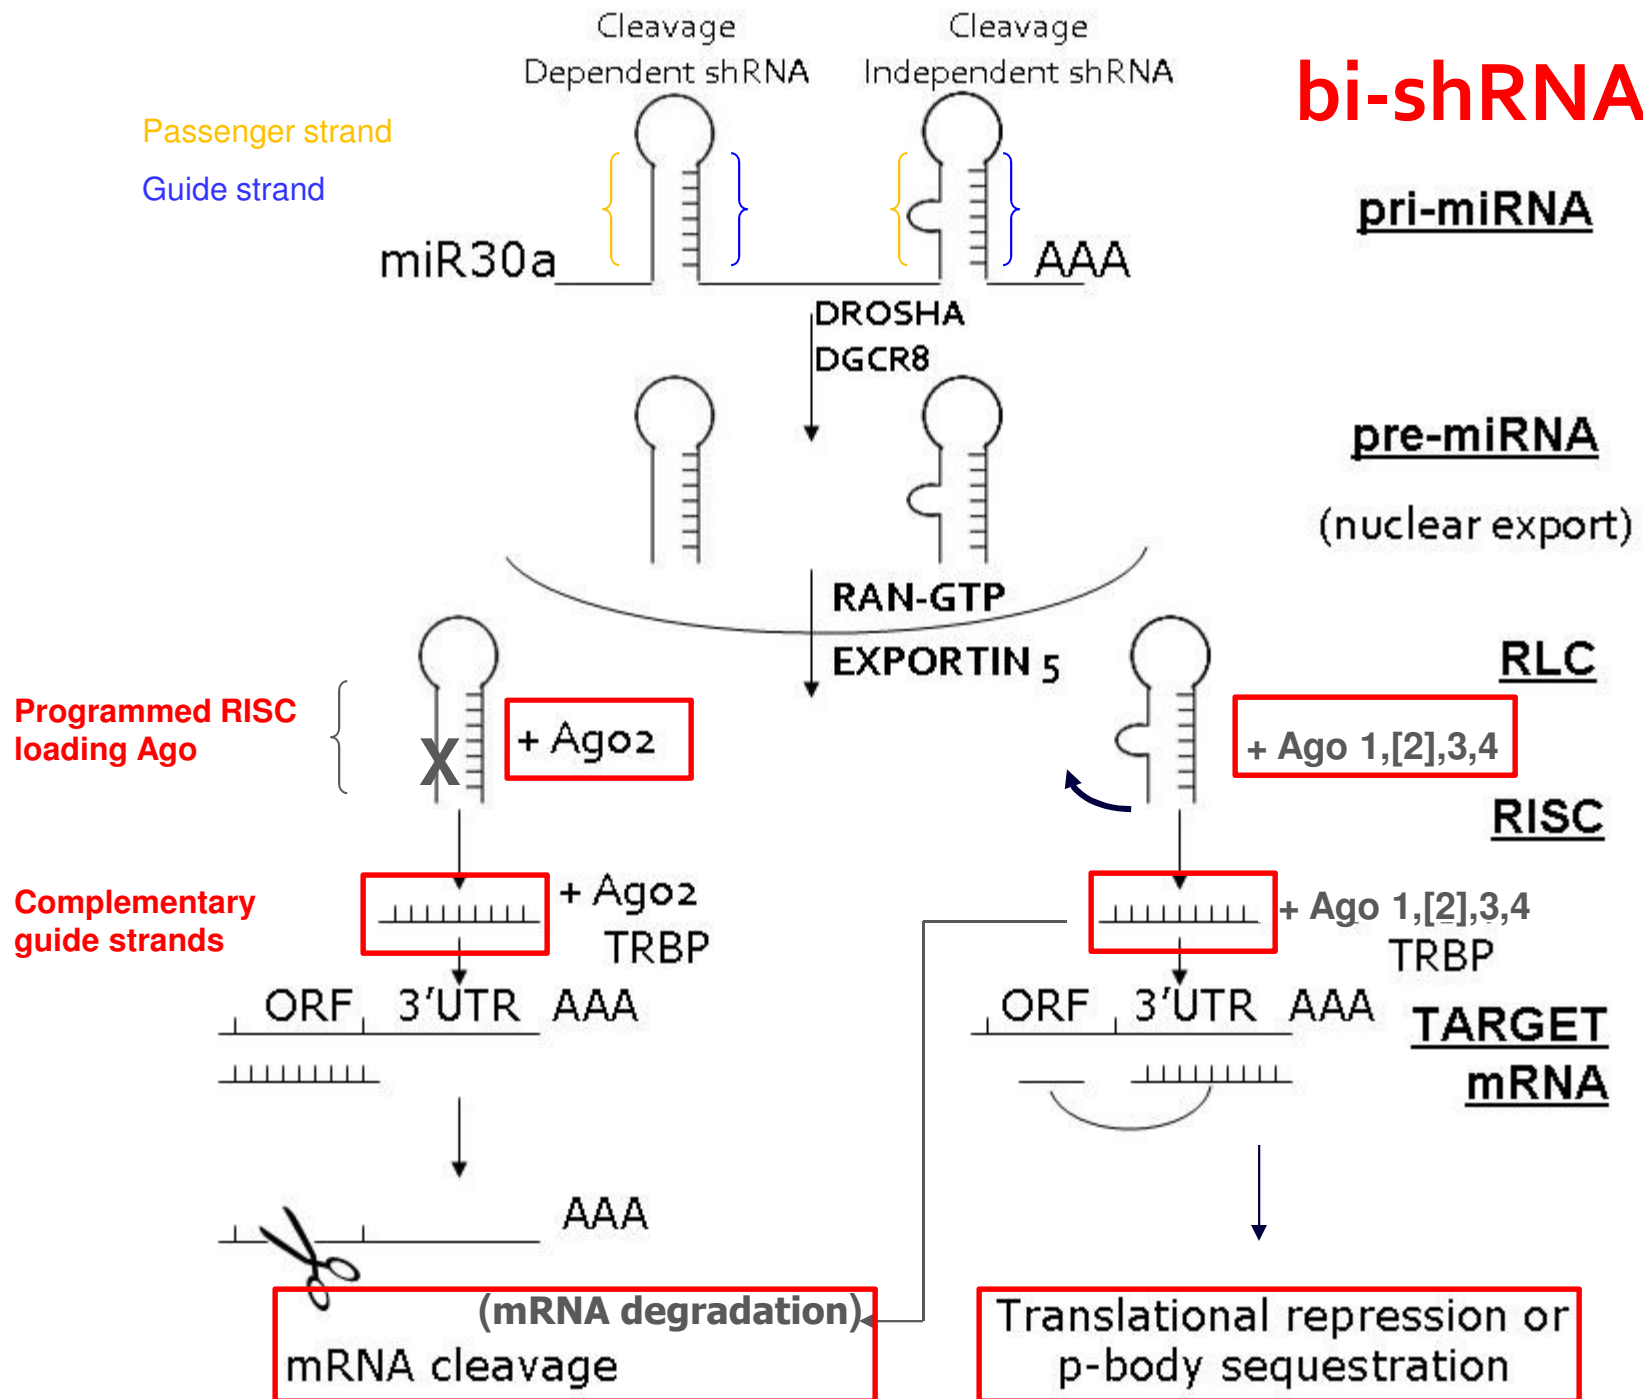 Cleavage
Dependent shRNA
Cleavage
Independent shRNA
bi-shRNA
Passenger strand
Guide strand
pri-miRNA
miR30a
AAA
DROSHA
DGCR8
pre-miRNA
(nuclear export)
RAN-GTP
EXPORTIN 5
RLC
Programmed RISC
loading Ago
X
+ Ago2
+ Ago 1,[2],3,4
RISC
Complementary
guide strands
+ Ago2
TRBP
+ Ago 1,[2],3,4
TRBP
ORF 3'UTR AAA
ORF 3'UTR AAA
TARGET
mRNA
AAA
(mRNA degradation)
mRNA cleavage
Translational repression or
p-body sequestration